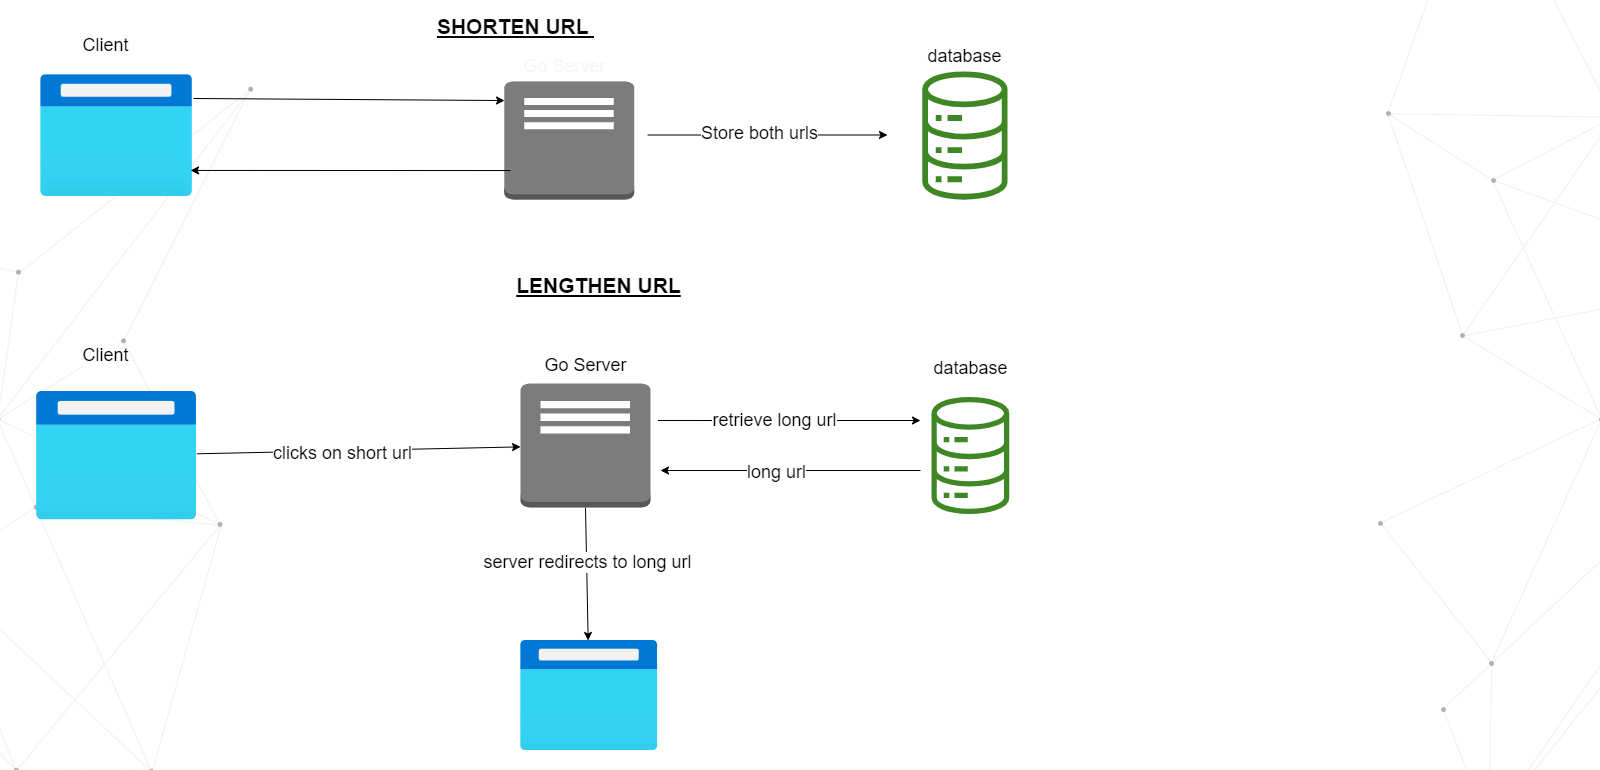 SHORTEN URL
Client
database
Go Server
Store both urls
LENGTHEN URL
Client
Go Server
database
retrieve long url
clicks on short url
long url
server redirects to long url